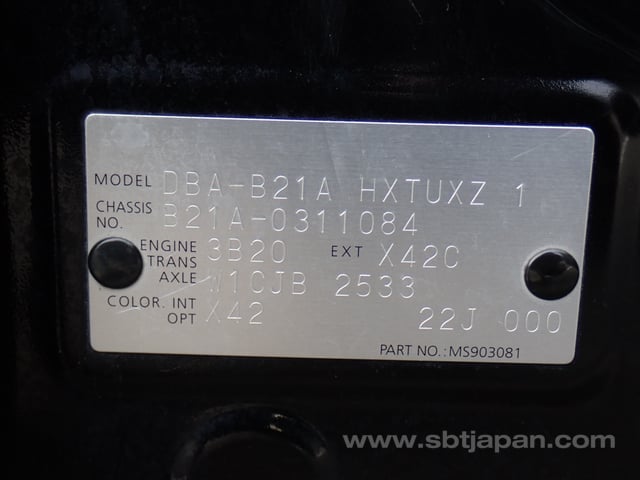 MODEL DBA-B21A HXTUXZ 1
CHASSIS NO. B21A-0311084
ENGINE 3B20 EXT X42C
TRANS AXLE W1CJB 2533
COLOR. INT OPT X42 22J 000
PART NO.: MS903081
www.sbtjapan.com